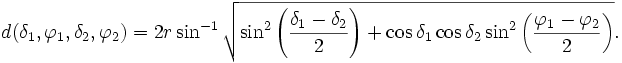 d(δ₁, φ₁, δ₂, φ₂) = 2r sin⁻¹ √(sin²((δ₁ − δ₂)/2) + cos δ₁ cos δ₂ sin²((φ₁ − φ₂)/2)).